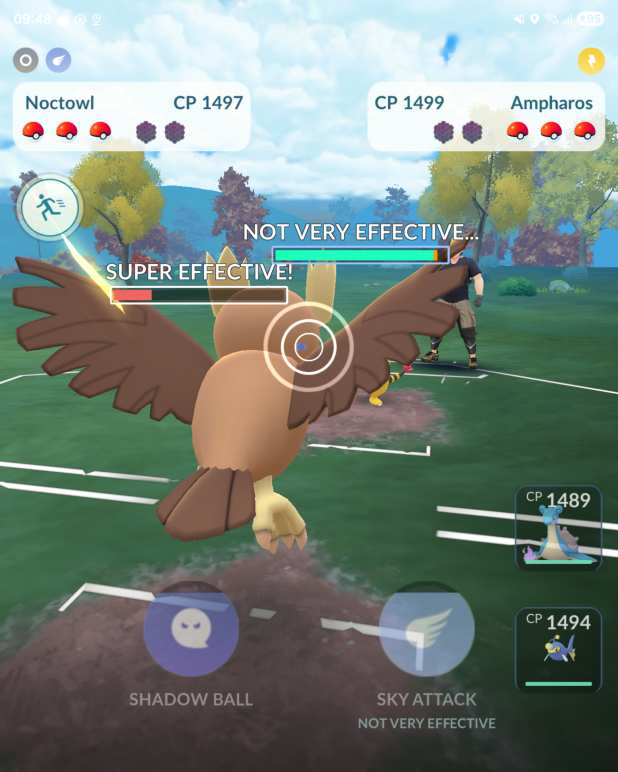 09:48
95
Noctowl CP 1497
CP 1499 Ampharos
NOT VERY EFFECTIVE...
SUPER EFFECTIVE!
CP 1489
CP 1494
SHADOW BALL
SKY ATTACK
NOT VERY EFFECTIVE